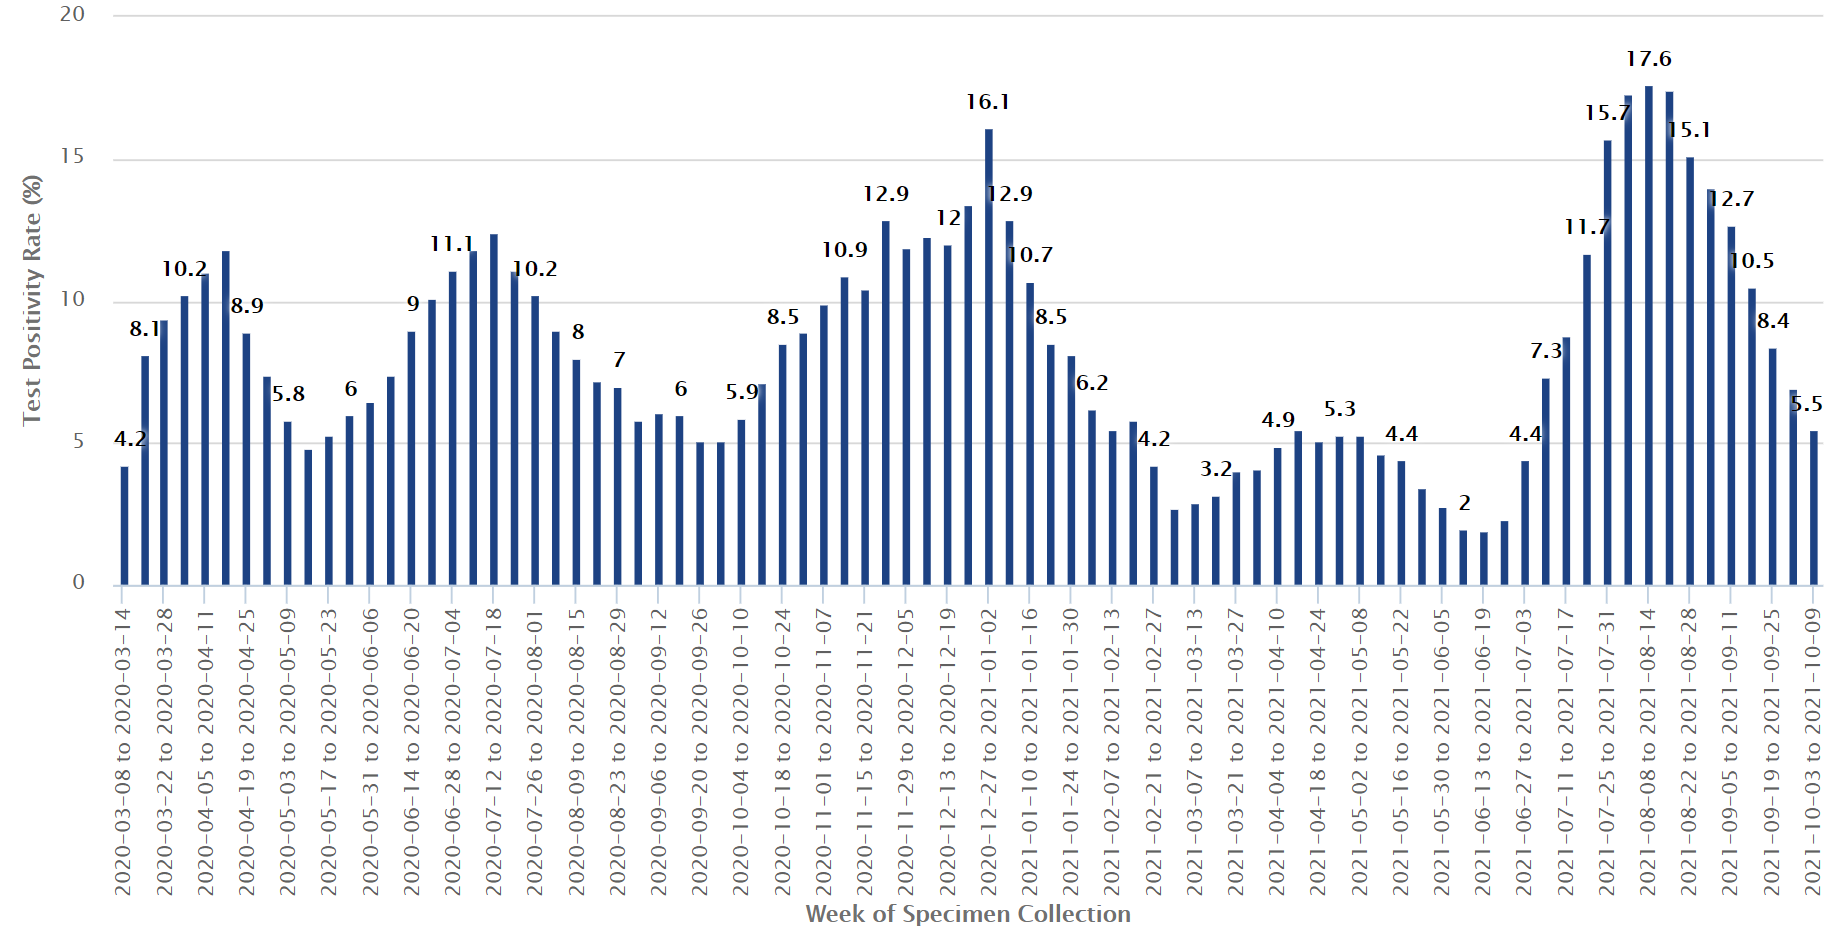 20
15
10
5
0
Test Positivity Rate (%)
4.2
8.1
10.2
8.9
5.8
6
9
11.1
10.2
8
7
6
5.9
8.5
10.9
12.9
12
16.1
12.9
10.7
8.5
6.2
4.2
3.2
4.9
5.3
4.4
2
4.4
7.3
11.7
15.7
17.6
15.1
12.7
10.5
8.4
5.5
2020-03-08 to 2020-03-14
2020-03-22 to 2020-03-28
2020-04-05 to 2020-04-11
2020-04-19 to 2020-04-25
2020-05-03 to 2020-05-09
2020-05-17 to 2020-05-23
2020-05-31 to 2020-06-06
2020-06-14 to 2020-06-20
2020-06-28 to 2020-07-04
2020-07-12 to 2020-07-18
2020-07-26 to 2020-08-01
2020-08-09 to 2020-08-15
2020-08-23 to 2020-08-29
2020-09-06 to 2020-09-12
2020-09-20 to 2020-09-26
2020-10-04 to 2020-10-10
2020-10-18 to 2020-10-24
2020-11-01 to 2020-11-07
2020-11-15 to 2020-11-21
2020-11-29 to 2020-12-05
2020-12-13 to 2020-12-19
2020-12-27 to 2021-01-02
2021-01-10 to 2021-01-16
2021-01-24 to 2021-01-30
2021-02-07 to 2021-02-13
2021-02-21 to 2021-02-27
2021-03-07 to 2021-03-13
2021-03-21 to 2021-03-27
2021-04-04 to 2021-04-10
2021-04-18 to 2021-04-24
2021-05-02 to 2021-05-08
2021-05-16 to 2021-05-22
2021-05-30 to 2021-06-05
2021-06-13 to 2021-06-19
2021-06-27 to 2021-07-03
2021-07-11 to 2021-07-17
2021-07-25 to 2021-07-31
2021-08-08 to 2021-08-14
2021-08-22 to 2021-08-28
2021-09-05 to 2021-09-11
2021-09-19 to 2021-09-25
2021-10-03 to 2021-10-09
Week of Specimen Collection